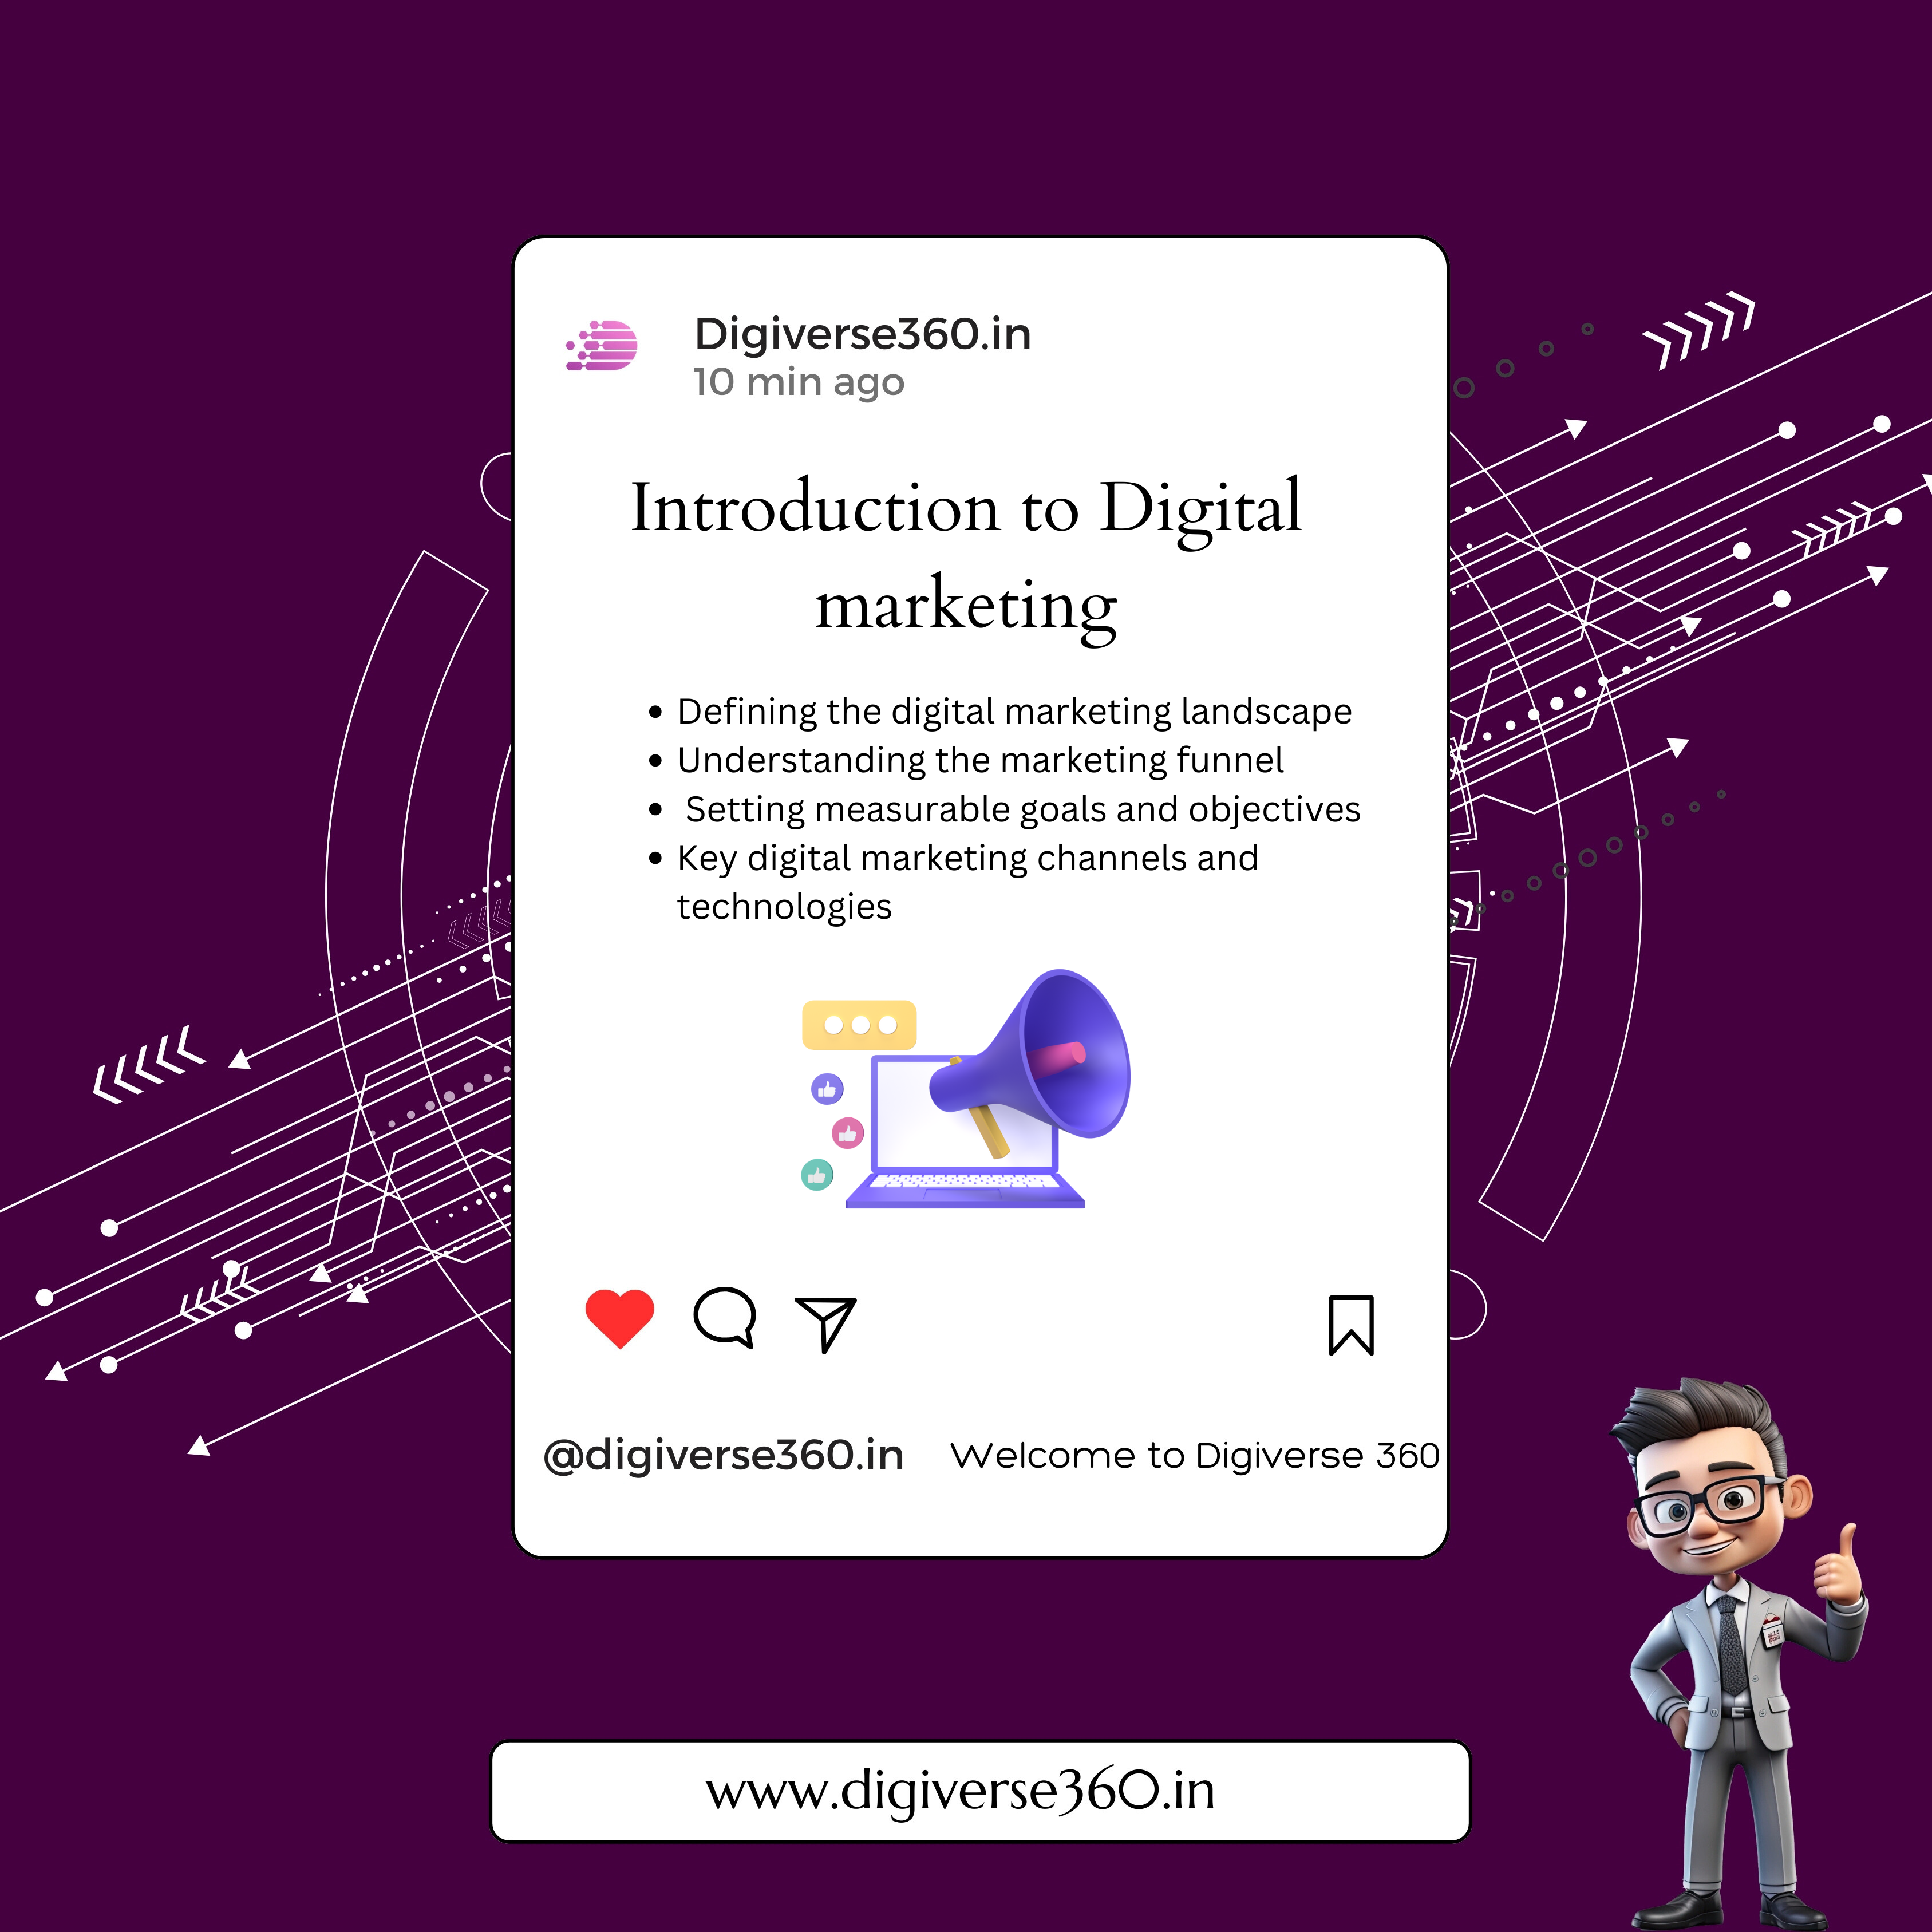 Digiverse360.in
10 min ago
Introduction to Digital
marketing
• Defining the digital marketing landscape
• Understanding the marketing funnel
• Setting measurable goals and objectives
• Key digital marketing channels and
technologies
@digiverse360.in Welcome to Digiverse 360
www.digiverse360.in